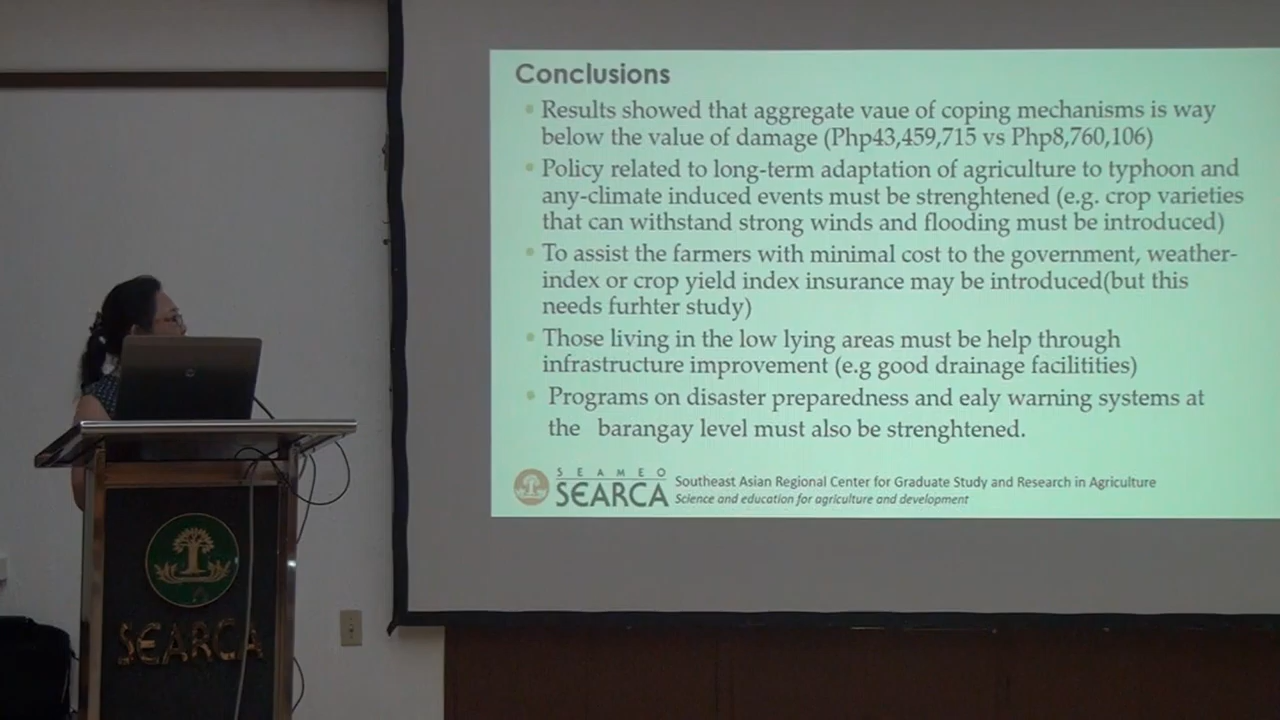 Conclusions
Results showed that aggregate vaue of coping mechanisms is way
below the value of damage (Php43,459,715 vs Php8,760,106)
Policy related to long-term adaptation of agriculture to typhoon and
any-climate induced events must be strenghtened (e.g. crop varieties
that can withstand strong winds and flooding must be introduced)
To assist the farmers with minimal cost to the government, weather-
index or crop yield index insurance may be introduced(but this
needs furhter study)
Those living in the low lying areas must be help through
infrastructure improvement (e.g good drainage facilitities)
Programs on disaster preparedness and ealy warning systems at
the barangay level must also be strenghtened.
SEAMEO
SEARCA
Southeast Asian Regional Center for Graduate Study and Research in Agriculture
Science and education for agriculture and development
SEARCA